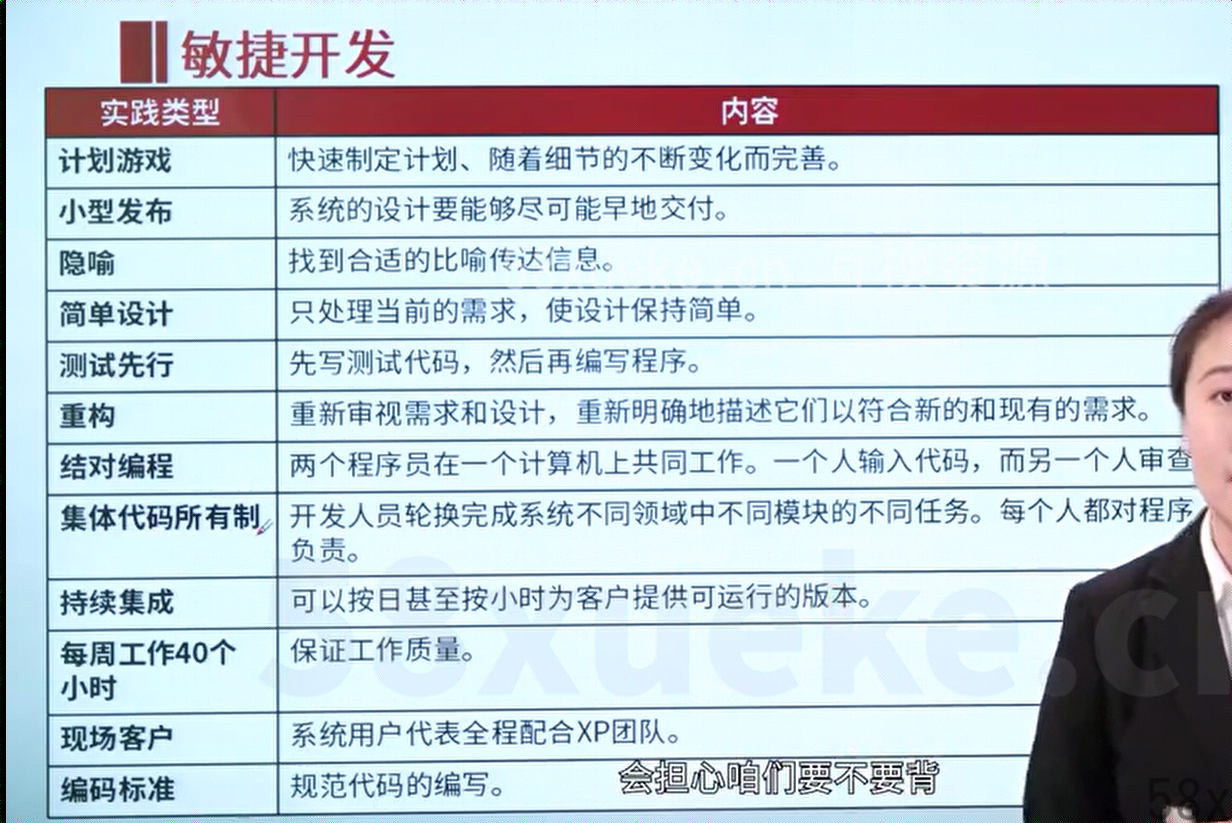 敏捷开发
实践类型 内容
计划游戏 快速制定计划、随着细节的不断变化而完善。
小型发布 系统的设计要能够尽可能早地交付。
隐喻 找到合适的比喻传达信息。
简单设计 只处理当前的需求，使设计保持简单。
测试先行 先写测试代码，然后再编写程序。
重构 重新审视需求和设计，重新明确地描述它们以符合新的和现有的需求。
结对编程 两个程序员在一个计算机上共同工作。一个人输入代码，而另一个人审查
集体代码所有制 开发人员轮换完成系统不同领域中不同模块的不同任务。每个人都对程序
负责。
持续集成 可以按日甚至按小时为客户提供可运行的版本。
每周工作40个 保证工作质量。
小时
现场客户 系统用户代表全程配合XP团队。
编码标准 规范代码的编写。
会担心咱们要不要背
58xueke.c
58x